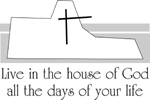 Live in the house of God
all the days of your life